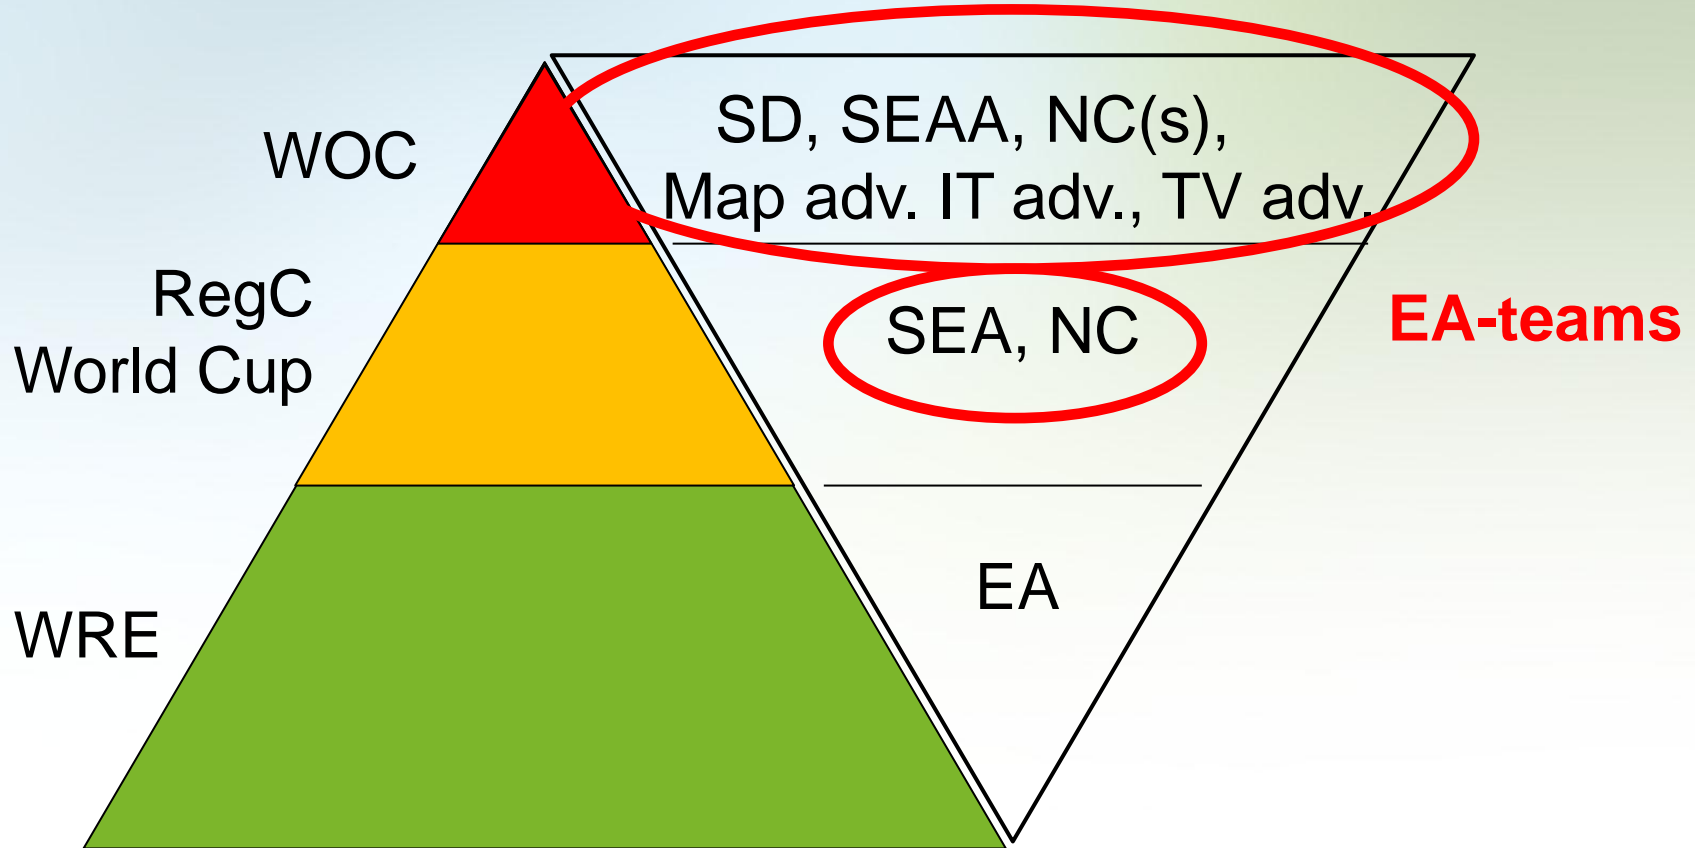 WOC
SD, SEAA, NC(s),
Map adv. IT adv., TV adv.
RegC
World Cup
SEA, NC
EA-teams
WRE
EA